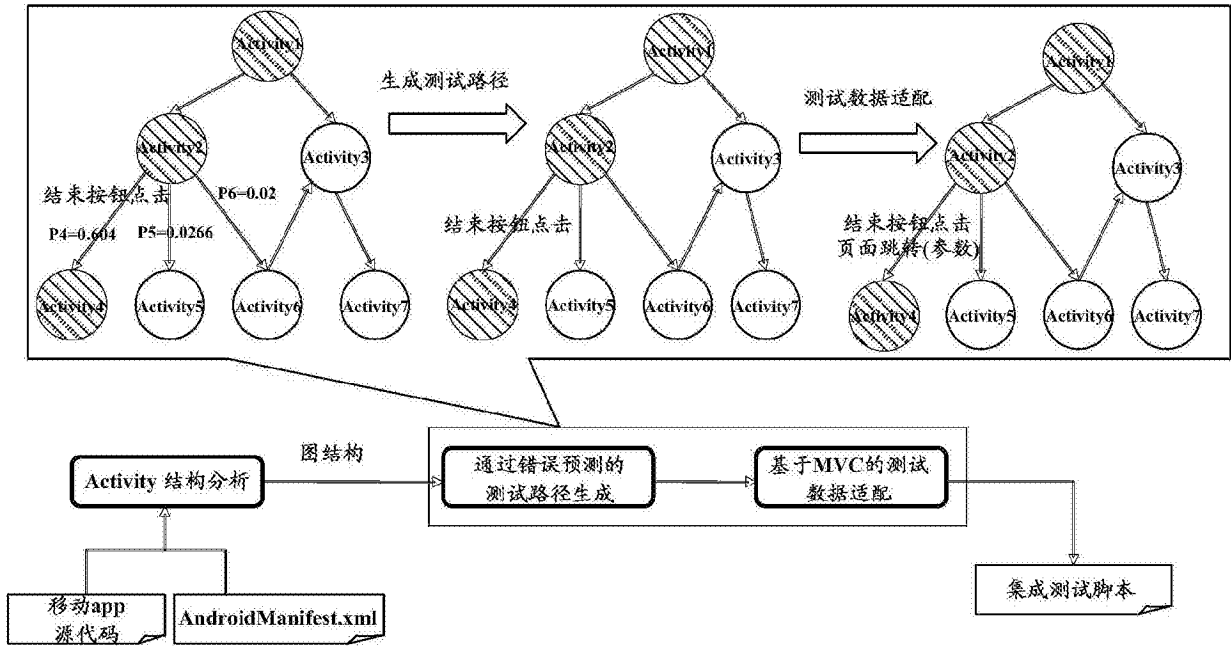 Activity1
Activity2
Activity3
结束按钮点击
P6=0.02
P4=0.604
P5=0.0266
Activity4
Activity5
Activity6
Activity7
生成测试路径
Activity1
Activity2
Activity3
结束按钮点击
Activity4
Activity5
Activity6
Activity7
测试数据适配
Activity1
Activity2
Activity3
结束按钮点击
页面跳转(参数)
Activity4
Activity5
Activity6
Activity7
Activity 结构分析
图结构
通过错误预测的
测试路径生成
基于MVC的测试
数据适配
移动app
源代码
AndroidManifest.xml
集成测试脚本